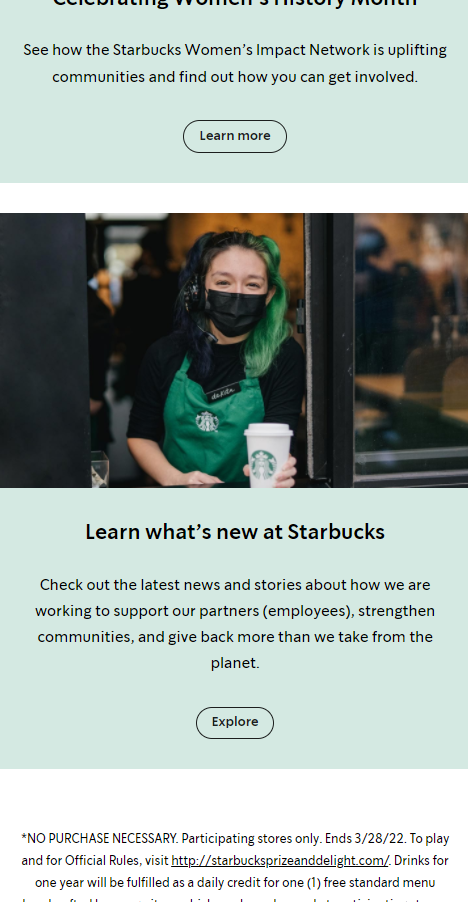 Celebrating Women's History Month
See how the Starbucks Women's Impact Network is uplifting
communities and find out how you can get involved.
Learn more
Learn what's new at Starbucks
Check out the latest news and stories about how we are
working to support our partners (employees), strengthen
communities, and give back more than we take from the
planet.
Explore
*NO PURCHASE NECESSARY. Participating stores only. Ends 3/28/22. To play
and for Official Rules, visit http://starbucksprizeanddelight.com/. Drinks for
one year will be fulfilled as a daily credit for one (1) free standard menu